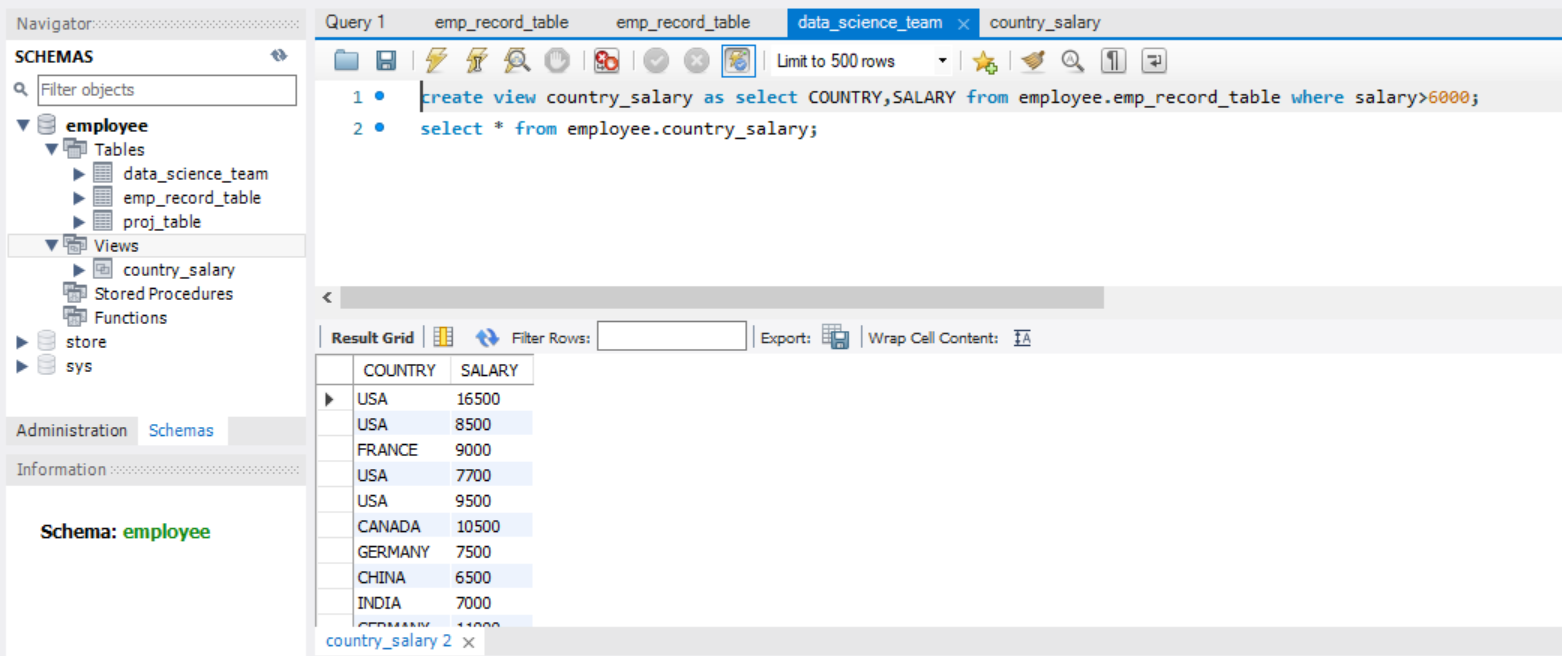 Navigator
SCHEMAS
Filter objects
employee
Tables
data_science_team
emp_record_table
proj_table
Views
country_salary
Stored Procedures
Functions
store
sys
Administration Schemas
Information
Schema: employee
Query 1 emp_record_table emp_record_table data_science_team country_salary
Limit to 500 rows
1 create view country_salary as select COUNTRY,SALARY from employee.emp_record_table where salary>6000;
2 select * from employee.country_salary;
Result Grid Filter Rows: Export: Wrap Cell Content:
COUNTRY SALARY
USA 16500
USA 8500
FRANCE 9000
USA 7700
USA 9500
CANADA 10500
GERMANY 7500
CHINA 6500
INDIA 7000
GERMANY 11000
country_salary 2